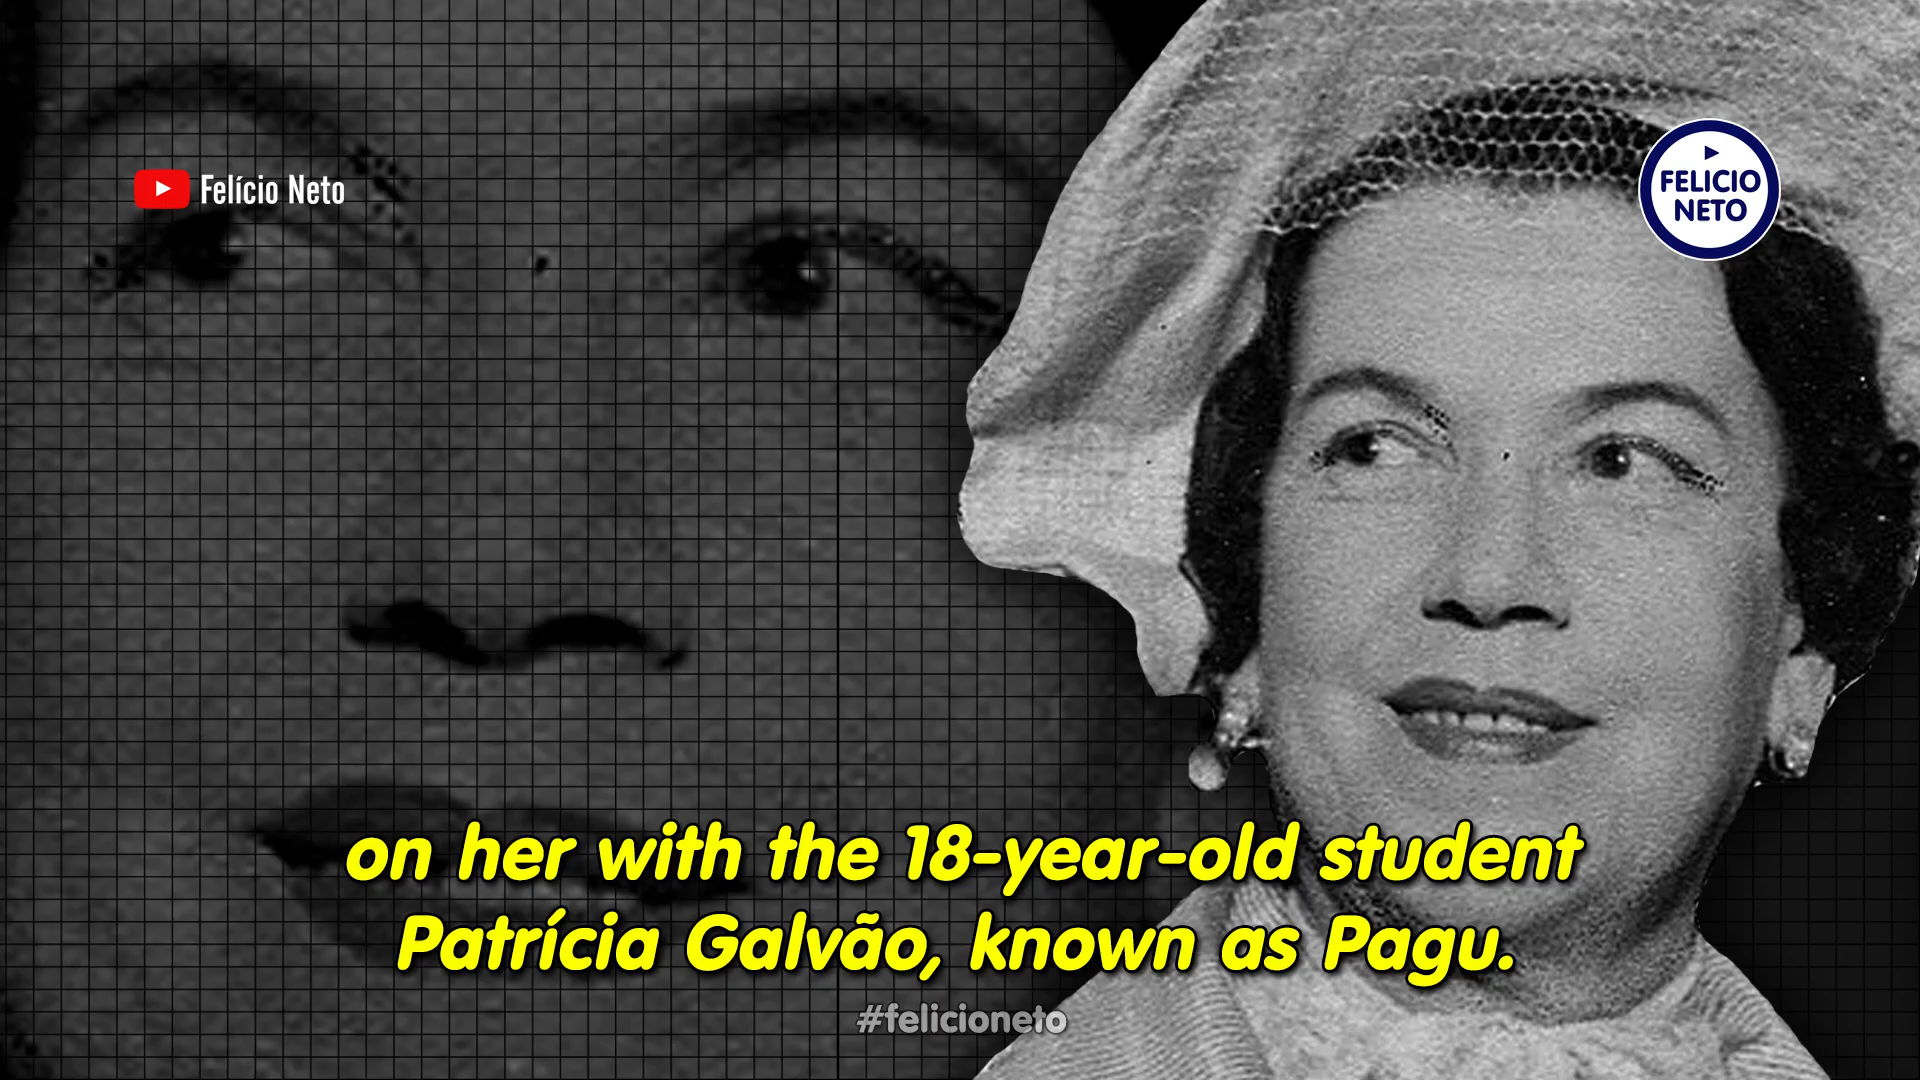 Felício Neto
FELICIO
NETO
on her with the 18-year-old student
Patrícia Galvão, known as Pagu.
#felicioneto